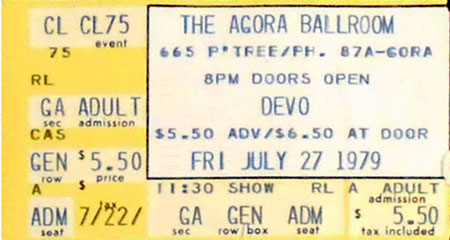 CL CL75
event
75
RL
GA ADULT
sec admission
CAS
GEN $5.50
row price
A $ tax
ADM 7/22/
seat
THE AGORA BALLROOM
665 P'TREE/PH. 87A-GORA
8PM DOORS OPEN
DEVO
$5.50 ADV/$6.50 AT DOOR
FRI JULY 27 1979
11:30 SHOW RL A ADULT
admission
GA GEN ADM $ 5.50
sec row/box seat tax included